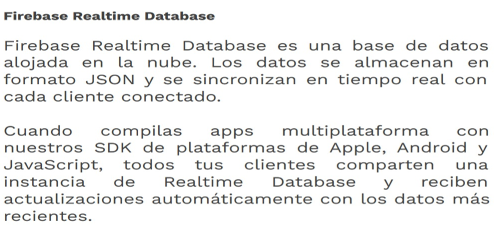 Firebase Realtime Database
Firebase Realtime Database es una base de datos
alojada en la nube. Los datos se almacenan en
formato JSON y se sincronizan en tiempo real con
cada cliente conectado.
Cuando compilas apps multiplataforma con
nuestros SDK de plataformas de Apple, Android y
JavaScript, todos tus clientes comparten una
instancia de Realtime Database y reciben
actualizaciones automáticamente con los datos más
recientes.